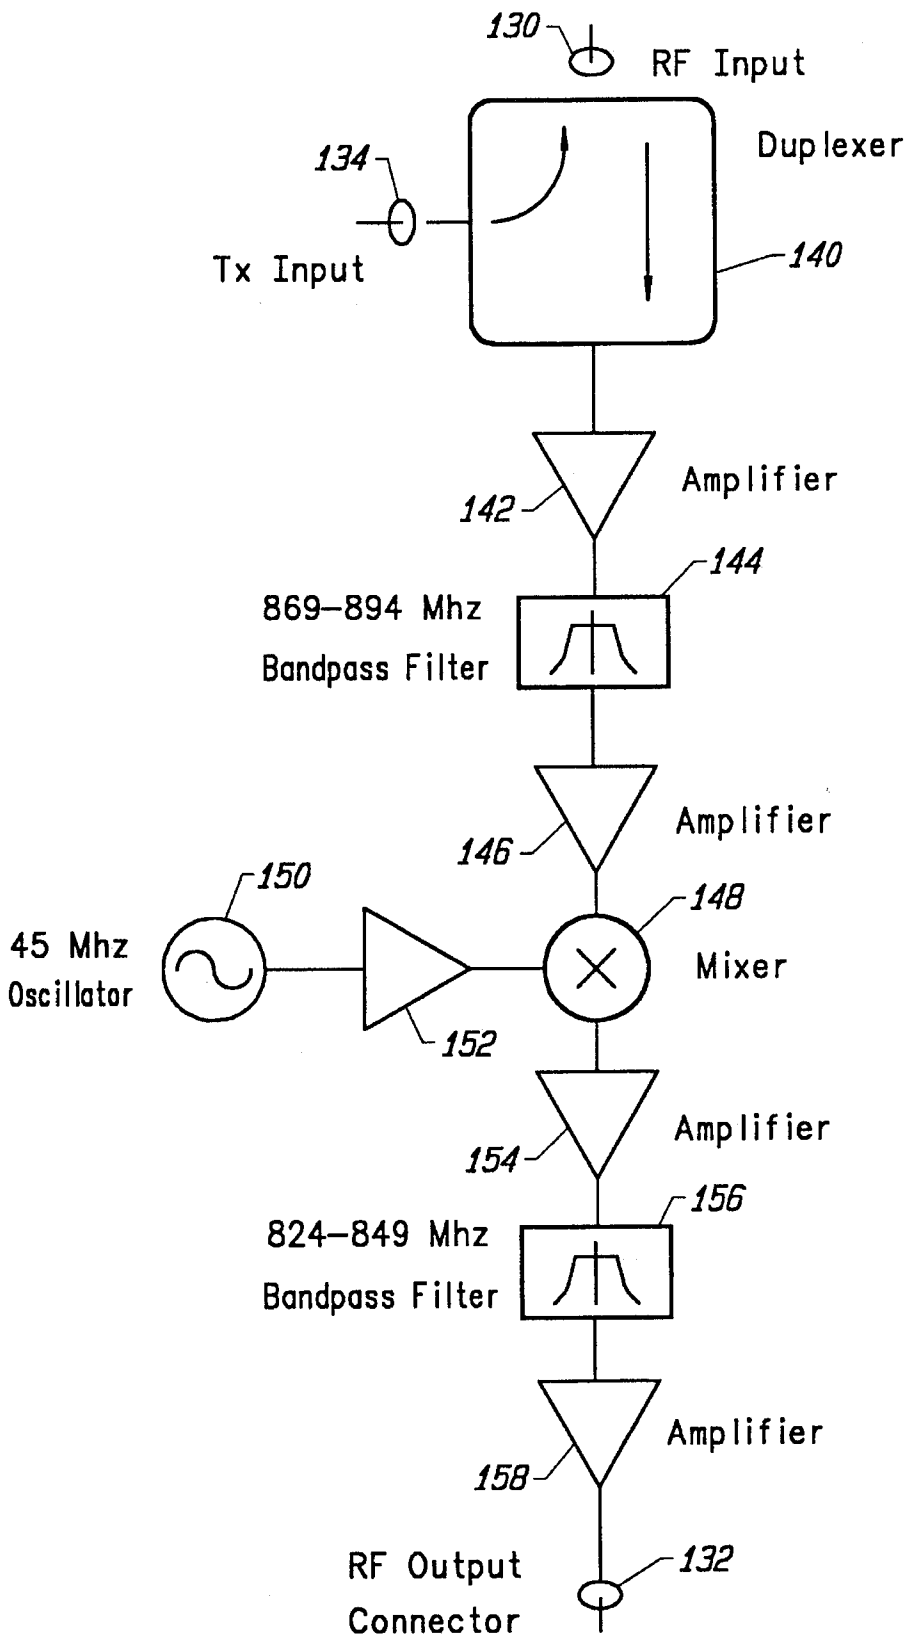 130
RF Input
Duplexer
134
Tx Input
140
142
Amplifier
144
869-894 Mhz
Bandpass Filter
146
Amplifier
150
148
45 Mhz
Oscillator
Mixer
152
154
Amplifier
156
824-849 Mhz
Bandpass Filter
158
Amplifier
RF Output
Connector
132